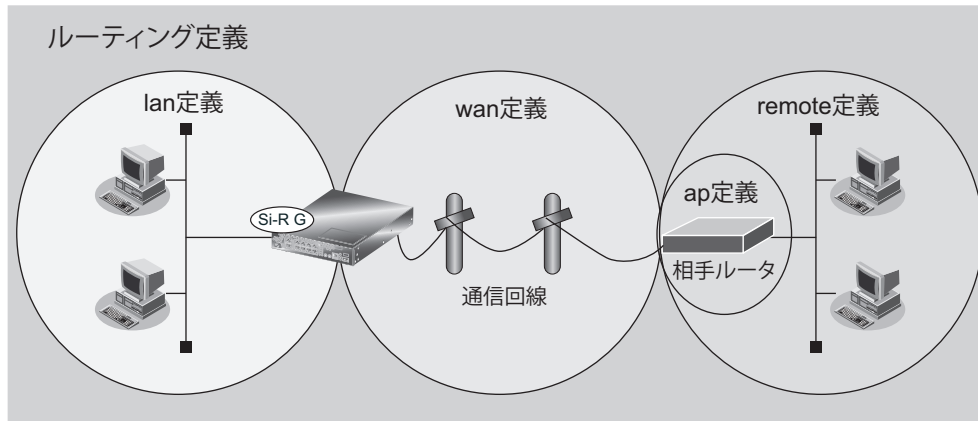 ルーティング定義
lan定義
wan定義
remote定義
ap定義
Si-R G
相手ルータ
通信回線